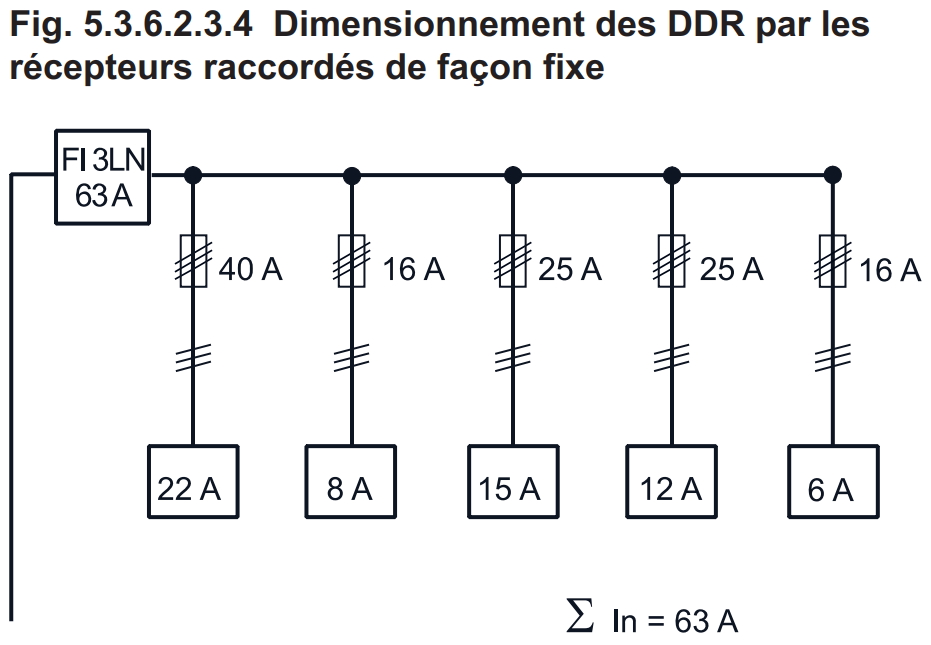 Fig. 5.3.6.2.3.4 Dimensionnement des DDR par les
récepteurs raccordés de façon fixe
FI 3LN
63 A
40 A
16 A
25 A
25 A
16 A
22 A
8 A
15 A
12 A
6 A
∑ In = 63 A